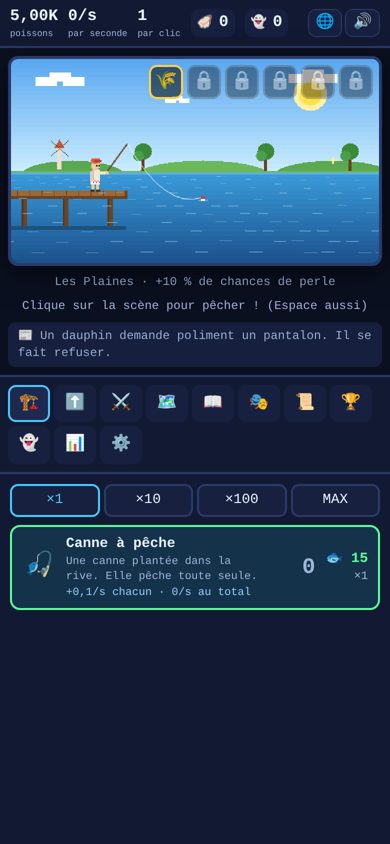 5,00K 0/s 1
poissons par seconde par clic
0 0
Les Plaines · +10 % de chances de perle
Clique sur la scène pour pêcher ! (Espace aussi)
Un dauphin demande poliment un pantalon. Il se
fait refuser.
×1 ×10 ×100 MAX
Canne à pêche
Une canne plantée dans la
rive. Elle pêche toute seule.
+0,1/s chacun · 0/s au total
0
15
×1